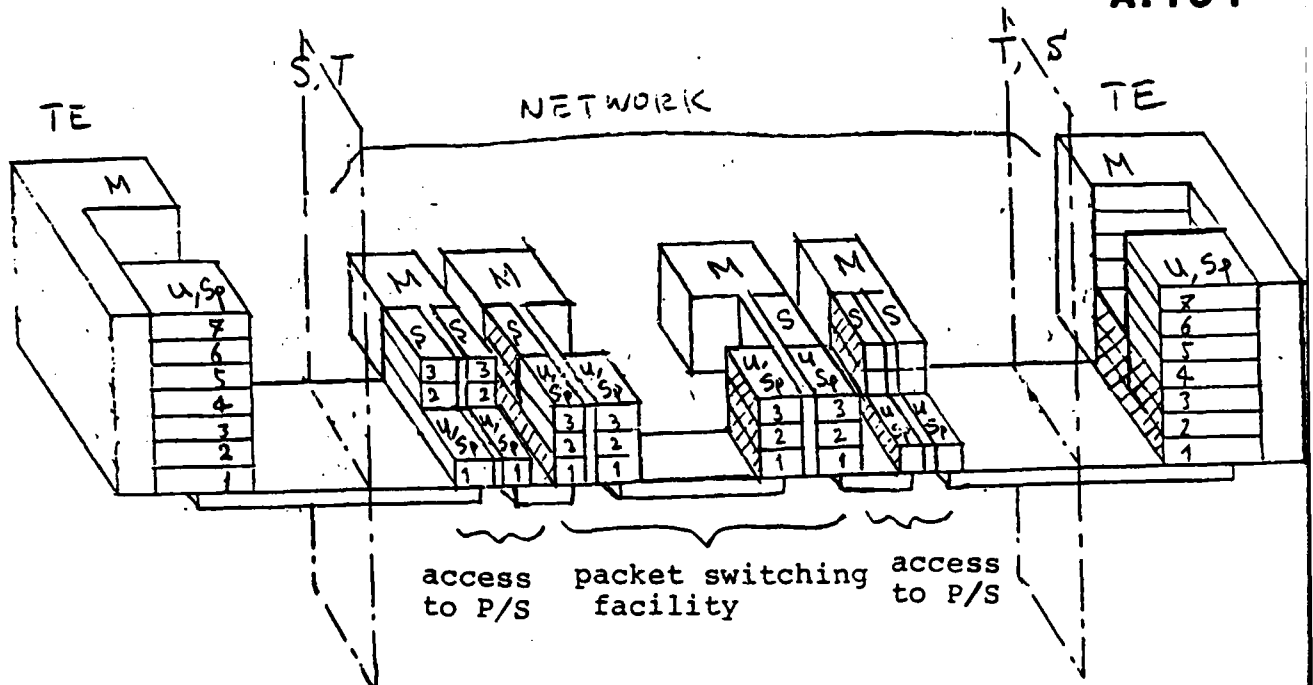 S, T
T, S
TE
NETWORK
TE
M
M
M
M
M
M
S S
S
S
S S
U, Sp
7
6
5
4
3
2
1
3 3
2 2
U, Sp U, Sp
1 1
U, Sp U, Sp
3 3
2 2
1 1
U, Sp U, Sp
3 3
2 2
1 1
U Sp U Sp
U, Sp
7
6
5
4
3
2
1
access to P/S
packet switching facility
access to P/S